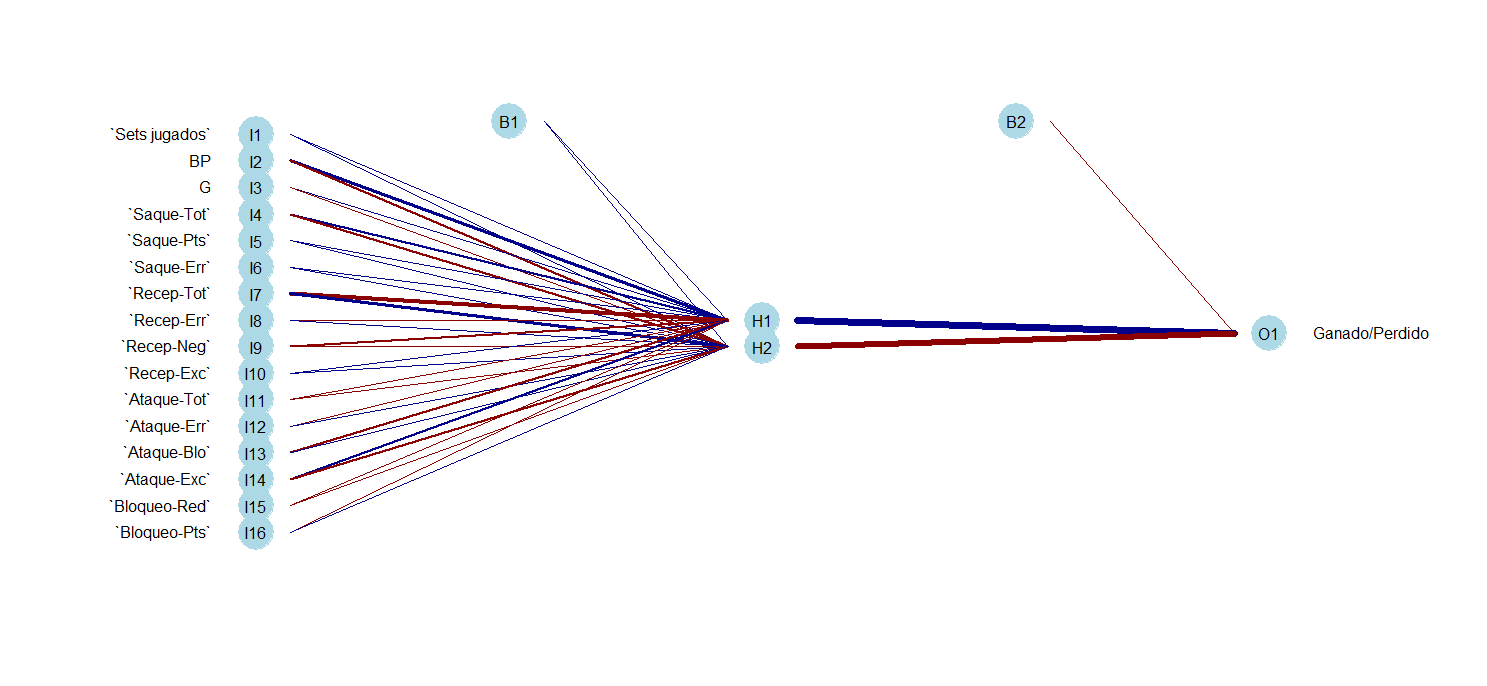 B1
B2
`Sets jugados` I1
BP I2
G I3
`Saque-Tot` I4
`Saque-Pts` I5
`Saque-Err` I6
`Recep-Tot` I7
`Recep-Err` I8
`Recep-Neg` I9
`Recep-Exc` I10
`Ataque-Tot` I11
`Ataque-Err` I12
`Ataque-Blo` I13
`Ataque-Exc` I14
`Bloqueo-Red` I15
`Bloqueo-Pts` I16
H1
H2
O1 Ganado/Perdido